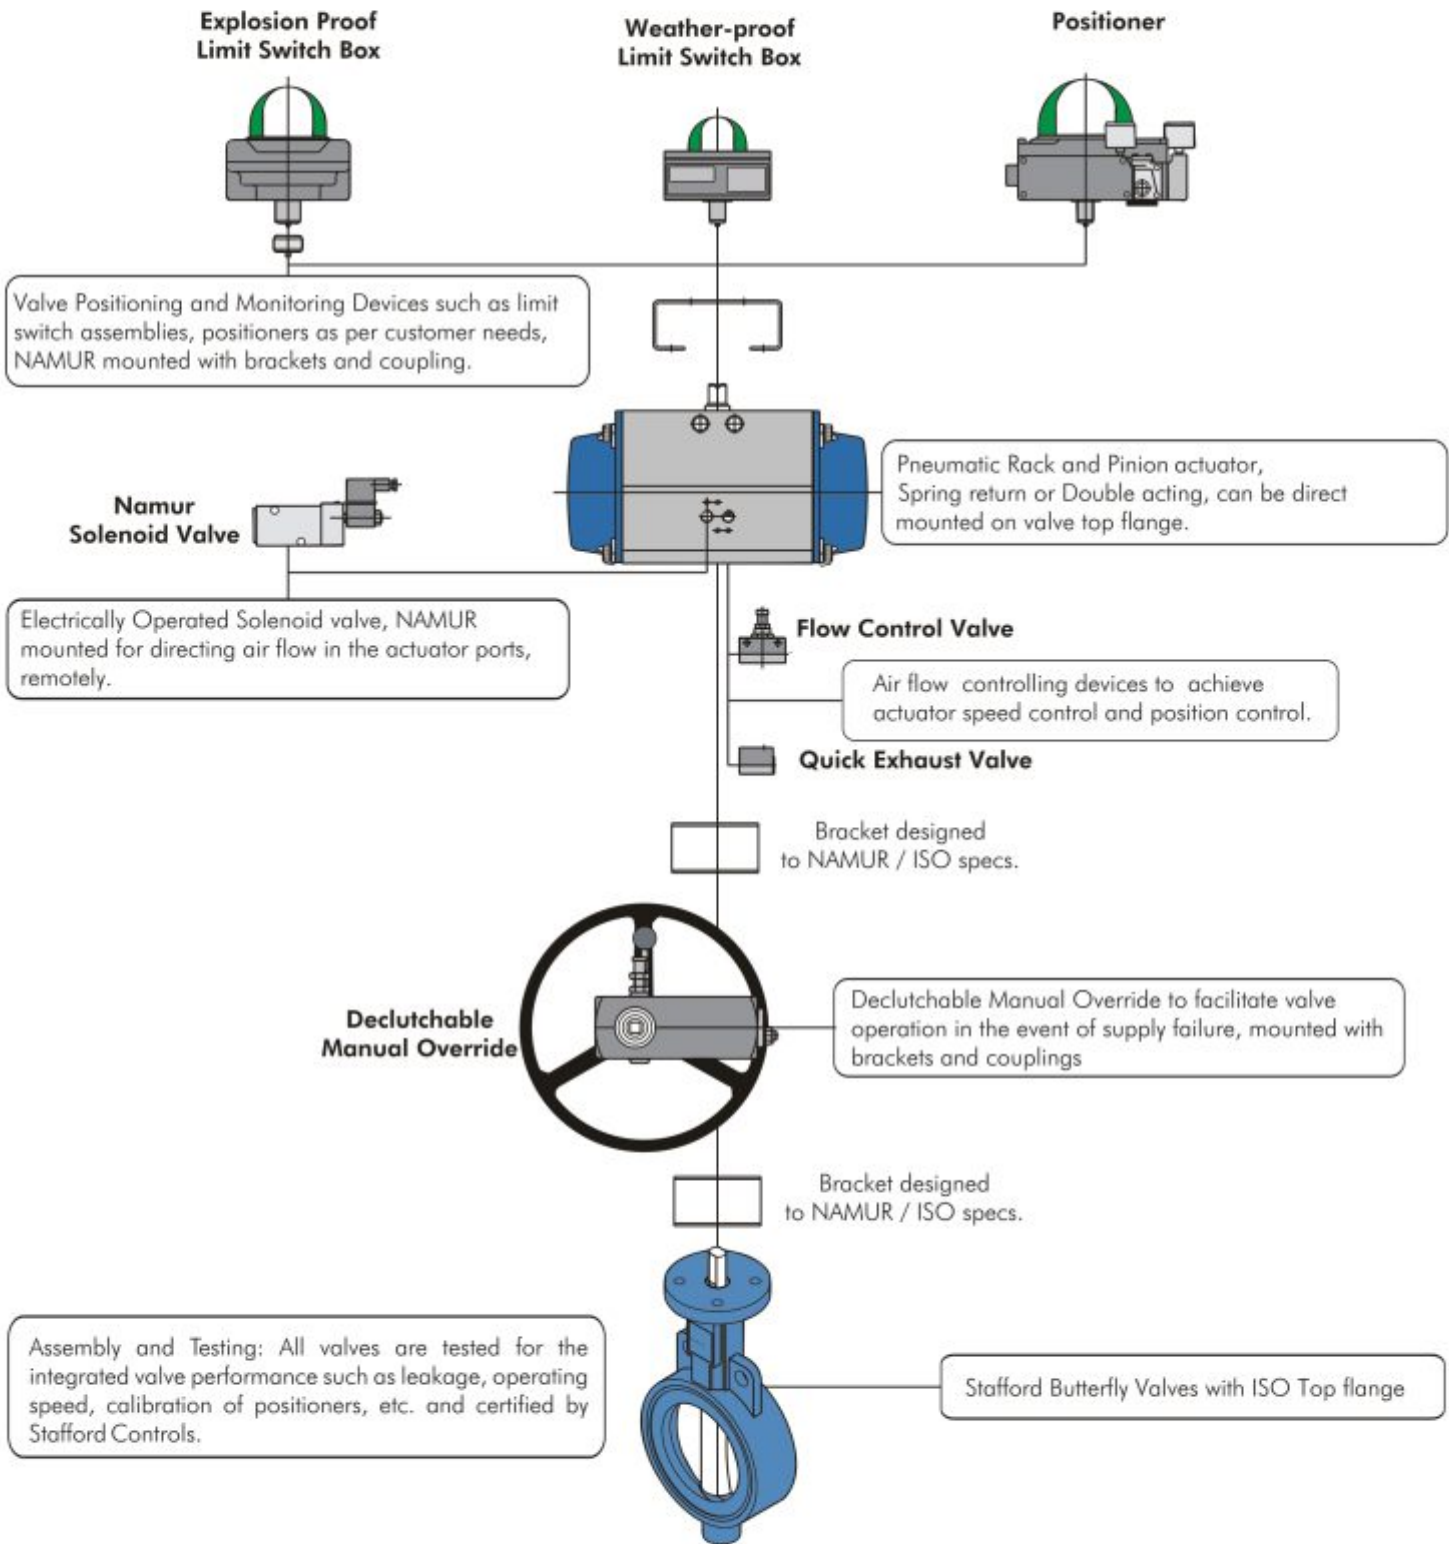 Explosion Proof
Limit Switch Box
Weather-proof
Limit Switch Box
Positioner
Valve Positioning and Monitoring Devices such as limit
switch assemblies, positioners as per customer needs,
NAMUR mounted with brackets and coupling.
Pneumatic Rack and Pinion actuator,
Spring return or Double acting, can be direct
mounted on valve top flange.
Namur
Solenoid Valve
Electrically Operated Solenoid valve, NAMUR
mounted for directing air flow in the actuator ports,
remotely.
Flow Control Valve
Air flow controlling devices to achieve
actuator speed control and position control.
Quick Exhaust Valve
Bracket designed
to NAMUR / ISO specs.
Declutchable
Manual Override
Declutchable Manual Override to facilitate valve
operation in the event of supply failure, mounted with
brackets and couplings
Bracket designed
to NAMUR / ISO specs.
Assembly and Testing: All valves are tested for the
integrated valve performance such as leakage, operating
speed, calibration of positioners, etc. and certified by
Stafford Controls.
Stafford Butterfly Valves with ISO Top flange